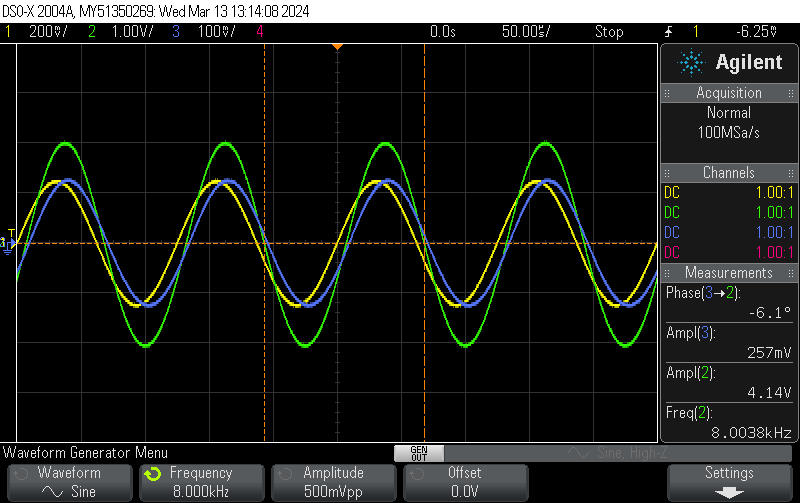 DSO-X 2004A, MY51350269: Wed Mar 13 13:14:08 2024
1 200℧/ 2 1.00V/ 3 100℧/ 4 0.0s 50.00㎲/ Stop 1 -6.25℧
Agilent
Acquisition
Normal
100MSa/s
Channels
DC 1.00:1
DC 1.00:1
DC 1.00:1
DC 1.00:1
Measurements
Phase(3→2):
-6.1°
Ampl(3):
257mV
Ampl(2):
4.14V
Freq(2):
8.0038kHz
T
Waveform Generator Menu
GEN
OUT
Sine, High-Z
Waveform
Sine
Frequency
8.000kHz
Amplitude
500mVpp
Offset
0.0V
Settings